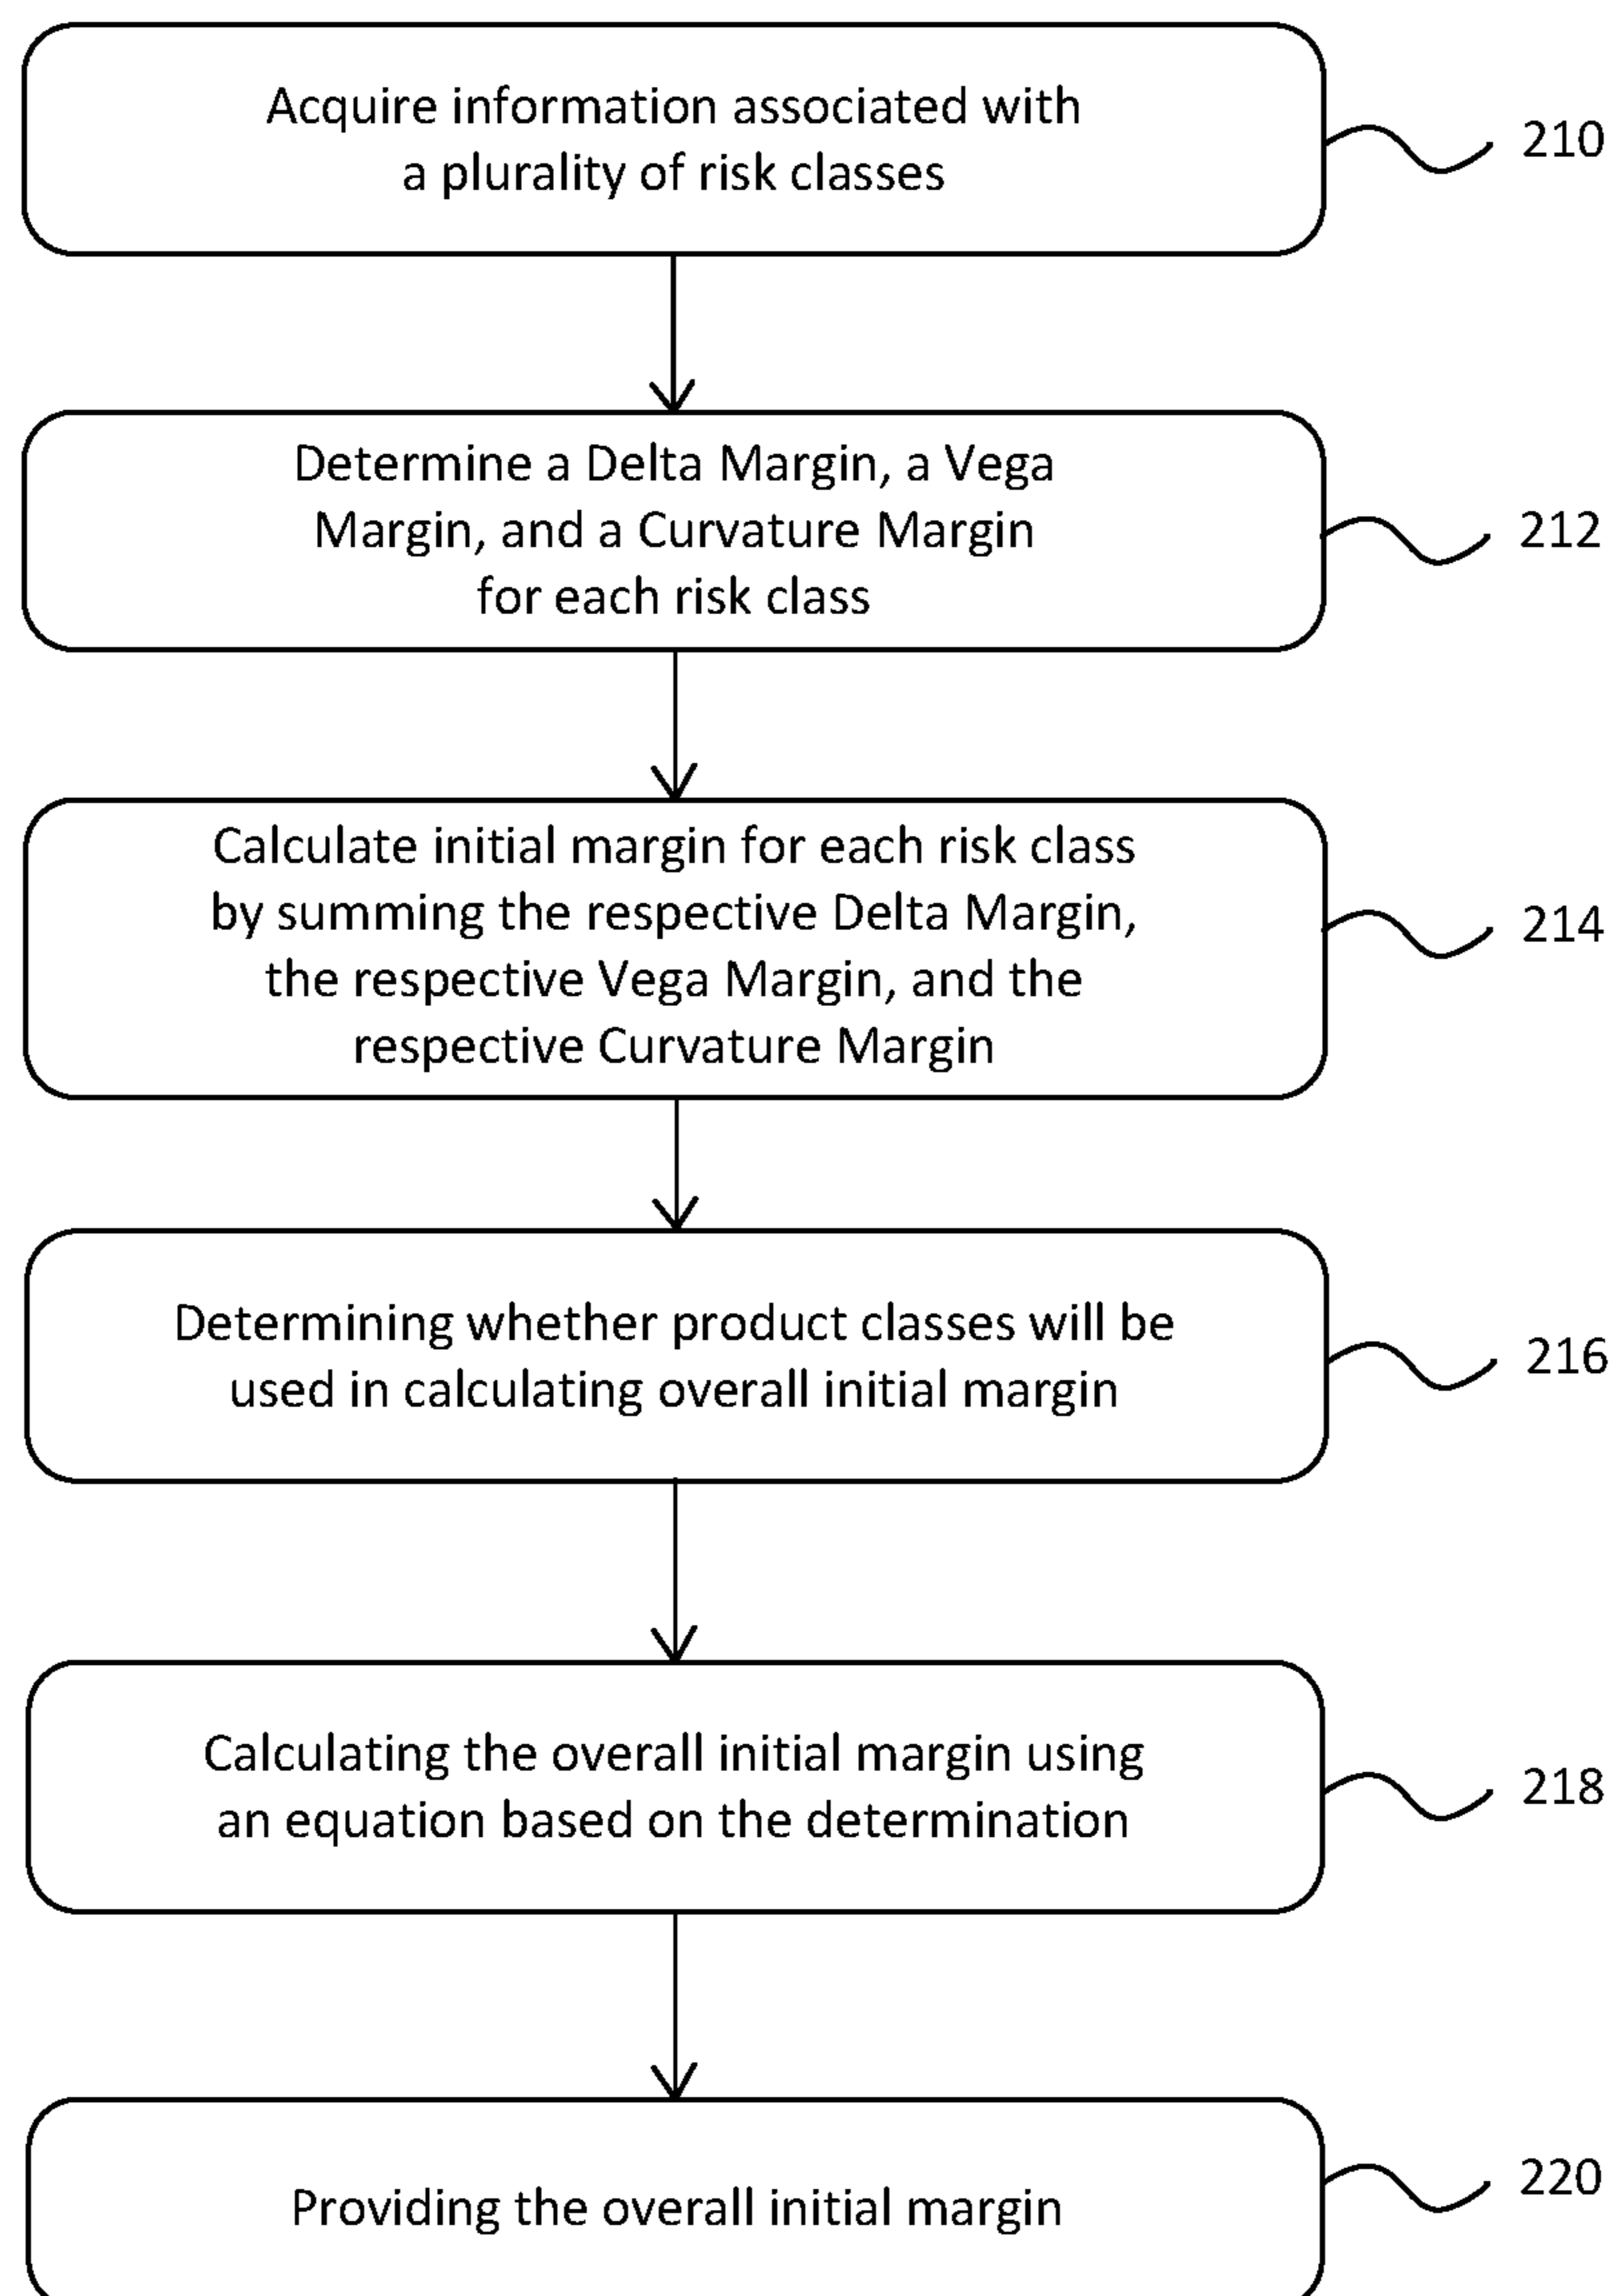 Acquire information associated with
a plurality of risk classes
210
Determine a Delta Margin, a Vega
Margin, and a Curvature Margin
for each risk class
212
Calculate initial margin for each risk class
by summing the respective Delta Margin,
the respective Vega Margin, and the
respective Curvature Margin
214
Determining whether product classes will be
used in calculating overall initial margin
216
Calculating the overall initial margin using
an equation based on the determination
218
Providing the overall initial margin
220